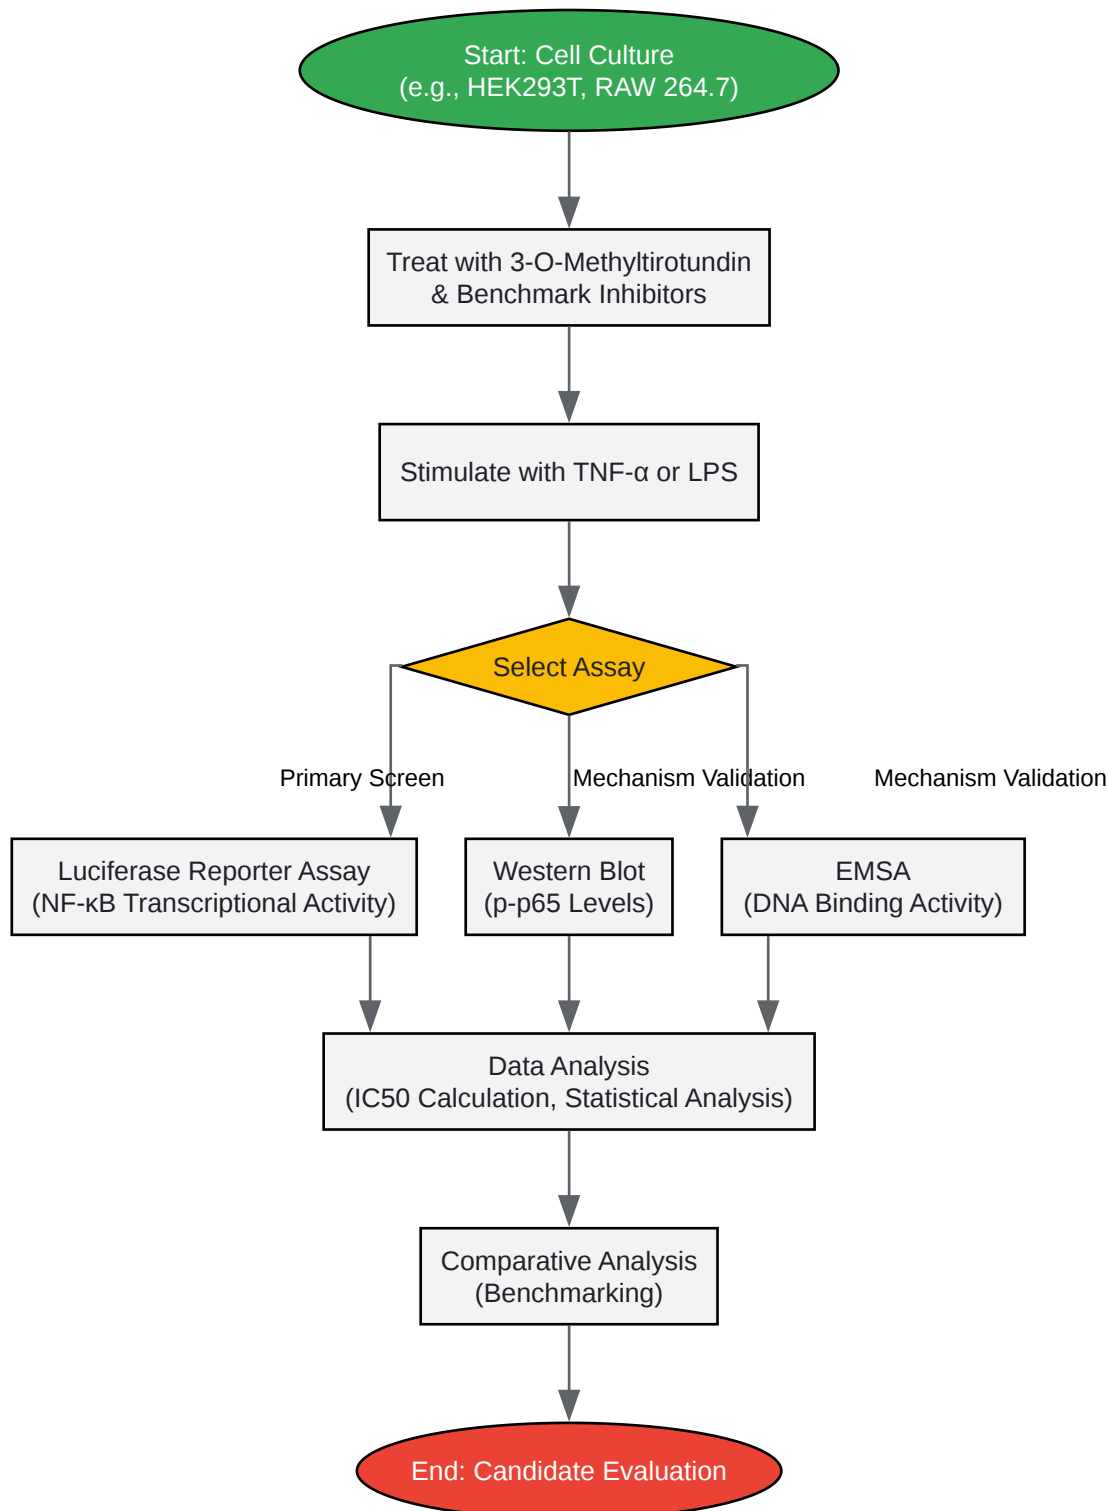 Start: Cell Culture
(e.g., HEK293T, RAW 264.7)
Treat with 3-O-Methyltirotundin
& Benchmark Inhibitors
Stimulate with TNF-α or LPS
Select Assay
Primary Screen
Mechanism Validation
Mechanism Validation
Luciferase Reporter Assay
(NF-κB Transcriptional Activity)
Western Blot
(p-p65 Levels)
EMSA
(DNA Binding Activity)
Data Analysis
(IC50 Calculation, Statistical Analysis)
Comparative Analysis
(Benchmarking)
End: Candidate Evaluation